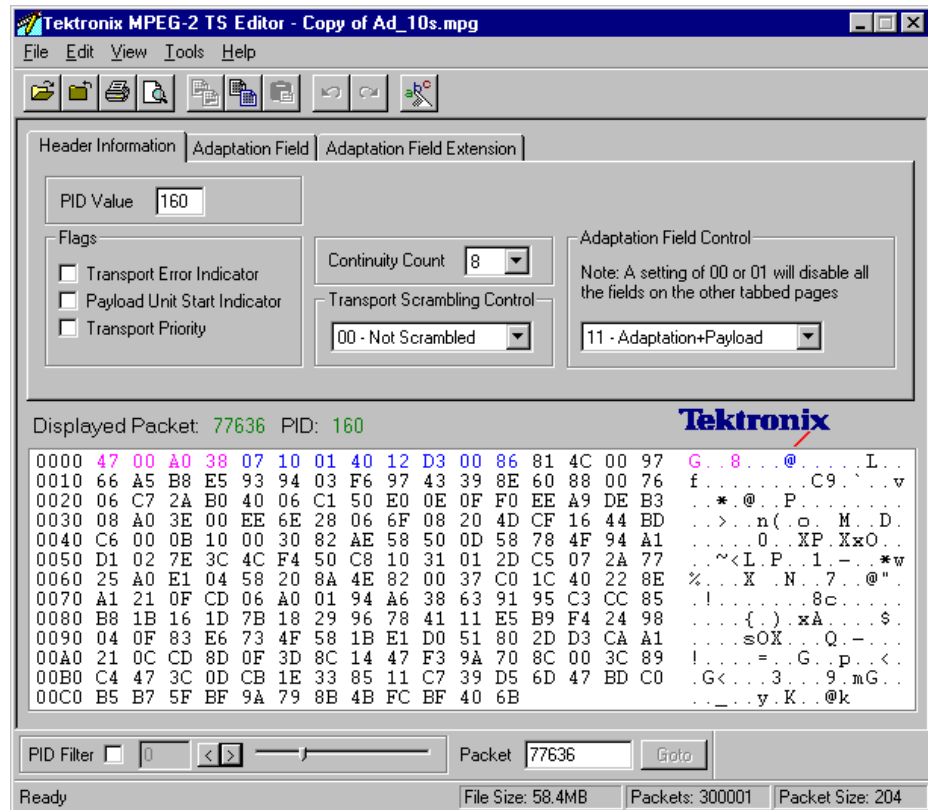 Tektronix MPEG-2 TS Editor - Copy of Ad_10s.mpg
File Edit View Tools Help
Header Information Adaptation Field Adaptation Field Extension
PID Value 160
Flags
Transport Error Indicator
Payload Unit Start Indicator
Transport Priority
Continuity Count 8
Transport Scrambling Control
00 - Not Scrambled
Adaptation Field Control
Note: A setting of 00 or 01 will disable all
the fields on the other tabbed pages
11 - Adaptation+Payload
Displayed Packet: 77636 PID: 160
Tektronix
0000 47 00 A0 38 07 10 01 40 12 D3 00 86 81 4C 00 97 G..8...@.....L..
0010 66 A5 B8 E5 93 94 03 F6 97 43 39 8E 60 88 00 76 f........C9.`..v
0020 06 C7 2A B0 40 06 C1 50 E0 0E 0F F0 EE A9 DE B3 ..*.@..P........
0030 08 A0 3E 00 EE 6E 28 06 6F 08 20 4D CF 16 44 BD ..>..n(.o. M..D.
0040 C6 00 0B 10 00 30 82 AE 58 50 0D 58 78 4F 94 A1 .....0..XP.XxO..
0050 D1 02 7E 3C 4C F4 50 C8 10 31 01 2D C5 07 2A 77 ..~<L.P..1.-..*w
0060 25 A0 E1 04 58 20 8A 4E 82 00 37 C0 1C 40 22 8E %...X .N..7..@".
0070 A1 21 0F CD 06 A0 01 94 A6 38 63 91 95 C3 CC 85 .!.......8c.....
0080 B8 1B 16 1D 7B 18 29 96 78 41 11 E5 B9 F4 24 98 ....{.).xA....$.
0090 04 0F 83 E6 73 4F 58 1B E1 D0 51 80 2D D3 CA A1 ....sOX...Q.-...
00A0 21 0C CD 8D 0F 3D 8C 14 47 F3 9A 70 8C 00 3C 89 !....=..G..p..<.
00B0 C4 47 3C 0D CB 1E 33 85 11 C7 39 D5 6D 47 BD C0 .G<...3...9.mG..
00C0 B5 B7 5F BF 9A 79 8B 4B FC BF 40 6B .._..y.K..@k
PID Filter 0 < > Packet 77636 Goto
Ready File Size: 58.4MB Packets: 300001 Packet Size: 204